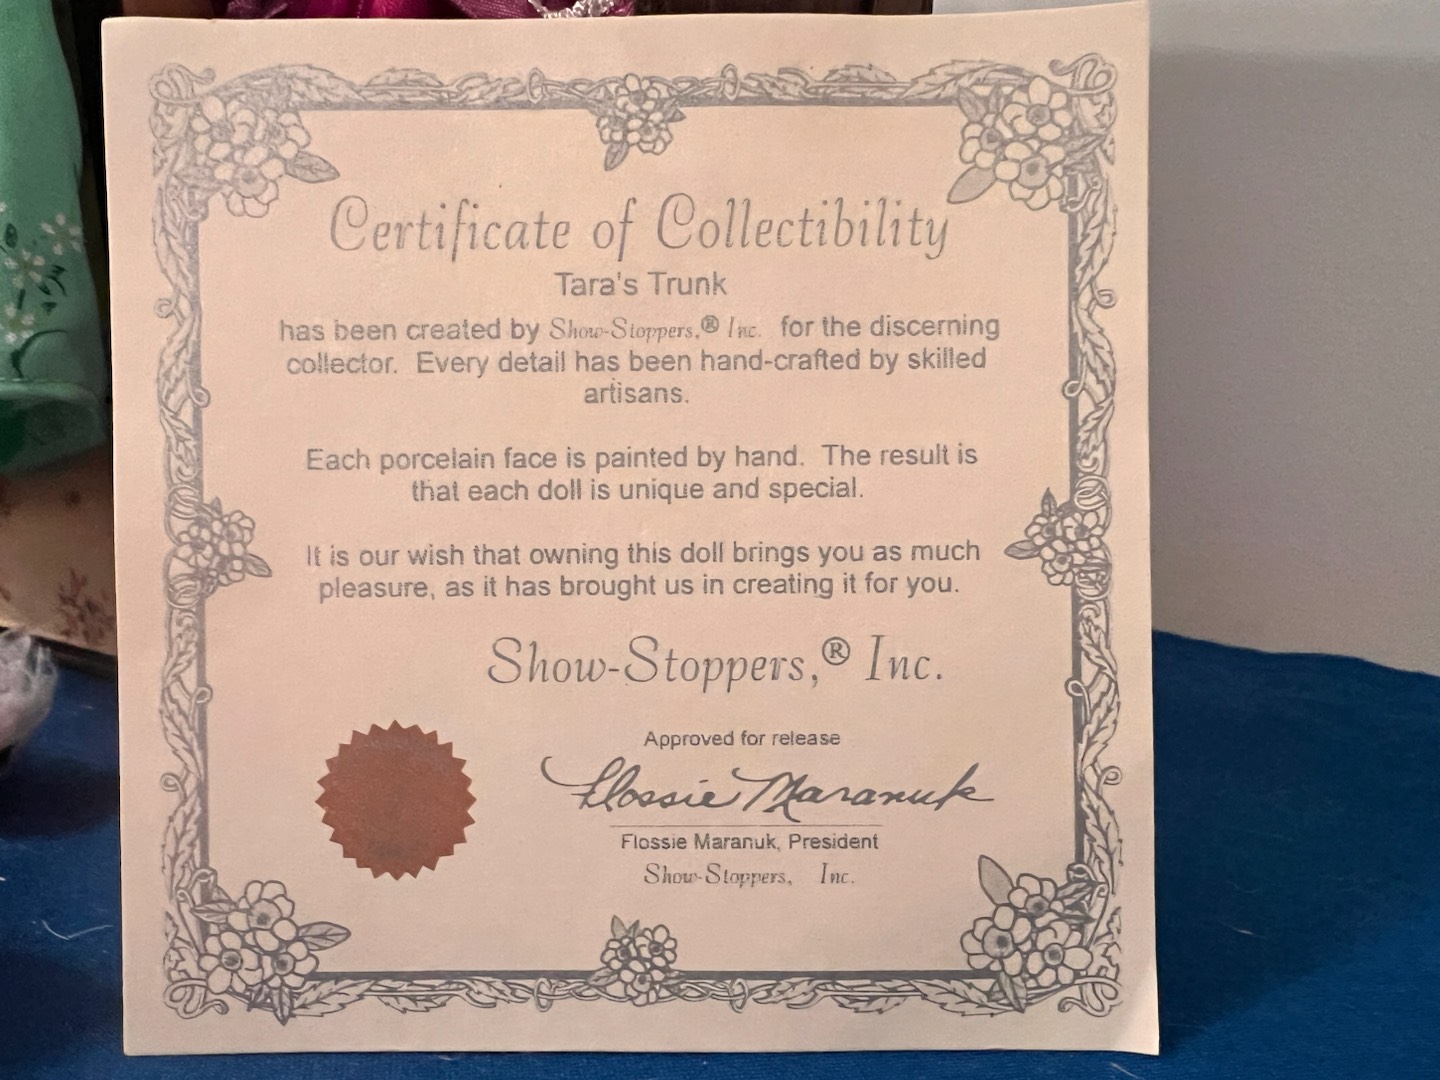 Certificate of Collectibility
Tara's Trunk
has been created by Show-Stoppers,® Inc. for the discerning
collector. Every detail has been hand-crafted by skilled
artisans.
Each porcelain face is painted by hand. The result is
that each doll is unique and special.
It is our wish that owning this doll brings you as much
pleasure, as it has brought us in creating it for you.
Show-Stoppers,® Inc.
Approved for release
Flossie Maranuk
Flossie Maranuk, President
Show-Stoppers, Inc.